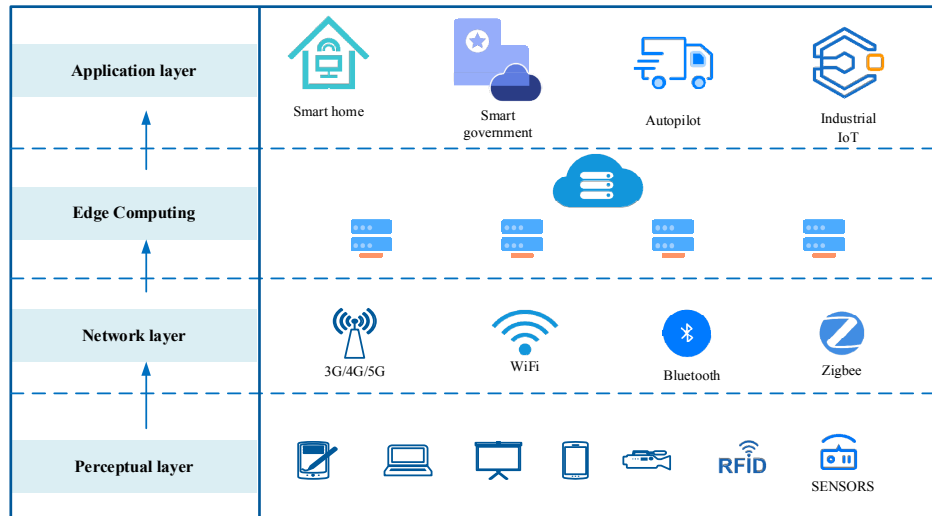 Application layer
Smart home
Smart
government
Autopilot
Industrial
IoT
Edge Computing
Network layer
3G/4G/5G
WiFi
Bluetooth
Zigbee
Perceptual layer
RFiD
SENSORS